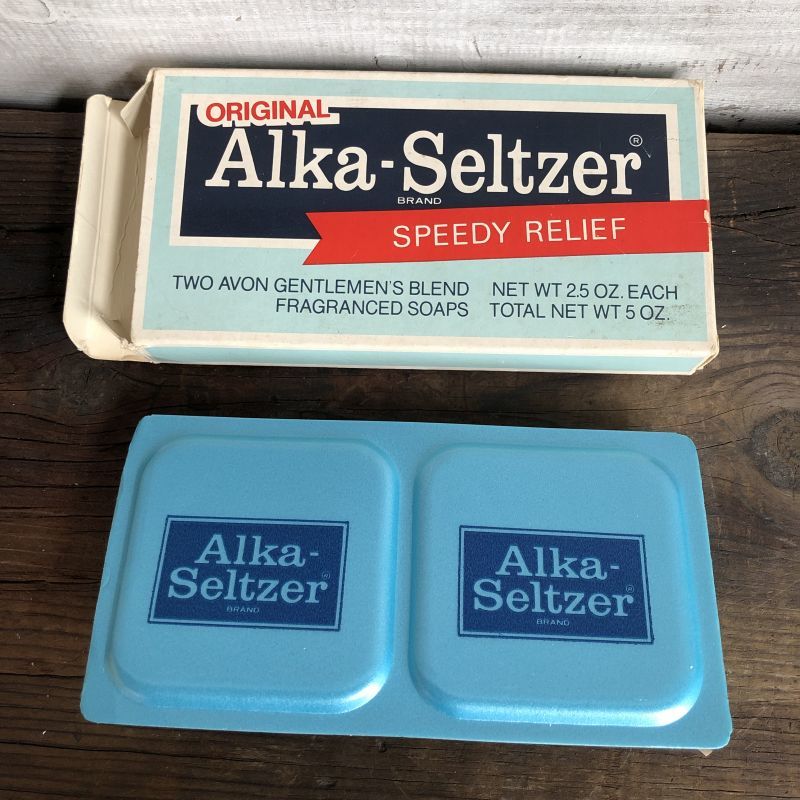 ORIGINAL
Alka-Seltzer®
BRAND
SPEEDY RELIEF
TWO AVON GENTLEMEN'S BLEND
FRAGRANCED SOAPS
NET WT 2.5 OZ. EACH
TOTAL NET WT 5 OZ.
Alka-
Seltzer®
BRAND
Alka-
Seltzer®
BRAND